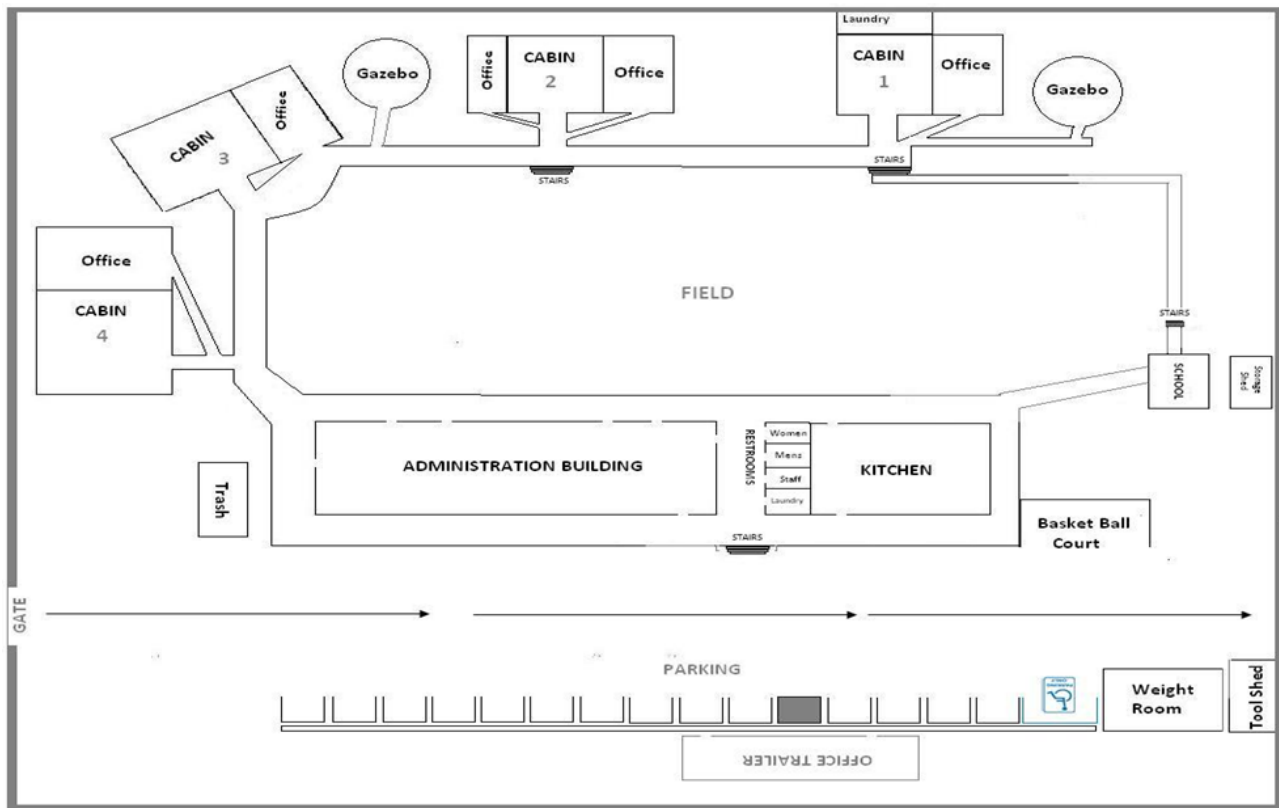 Laundry
CABIN
1
Office
Gazebo
Office
CABIN
2
Office
Gazebo
Office
CABIN
3
STAIRS
STAIRS
Office
CABIN
4
FIELD
STAIRS
SCHOOL
Storage
Shed
ADMINISTRATION BUILDING
RESTROOMS
Women
Mens
Staff
Laundry
KITCHEN
Trash
STAIRS
Basket Ball
Court
GATE
PARKING
Weight
Room
Tool Shed
OFFICE TRAILER